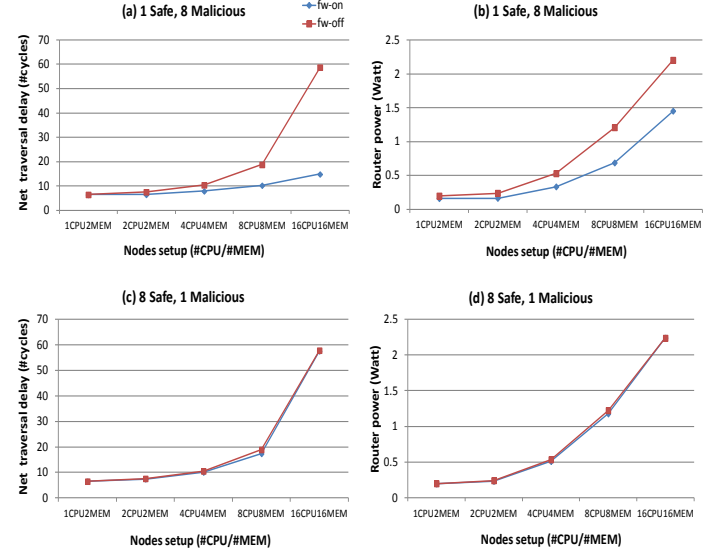 (a) 1 Safe, 8 Malicious
fw-on
fw-off
Net traversal delay (#cycles)
70
60
50
40
30
20
10
0
1CPU2MEM 2CPU2MEM 4CPU4MEM 8CPU8MEM 16CPU16MEM
Nodes setup (#CPU/#MEM)
(b) 1 Safe, 8 Malicious
Router power (Watt)
2.5
2
1.5
1
0.5
0
1CPU2MEM 2CPU2MEM 4CPU4MEM 8CPU8MEM 16CPU16MEM
Nodes setup (#CPU/#MEM)
(c) 8 Safe, 1 Malicious
Net traversal delay (#cycles)
70
60
50
40
30
20
10
0
1CPU2MEM 2CPU2MEM 4CPU4MEM 8CPU8MEM 16CPU16MEM
Nodes setup (#CPU/#MEM)
(d) 8 Safe, 1 Malicious
Router power (Watt)
2.5
2
1.5
1
0.5
0
1CPU2MEM 2CPU2MEM 4CPU4MEM 8CPU8MEM 16CPU16MEM
Nodes setup (#CPU/#MEM)